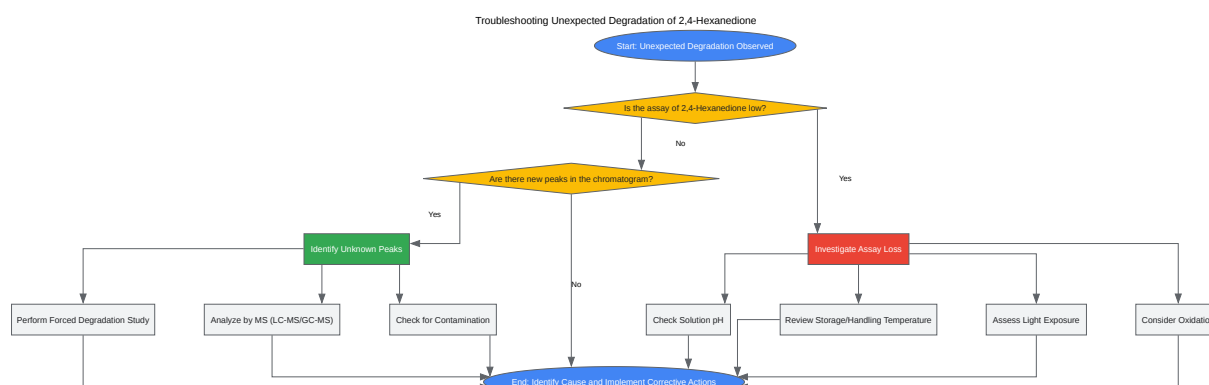 Troubleshooting Unexpected Degradation of 2,4-Hexanedione
Start: Unexpected Degradation Observed
Is the assay of 2,4-Hexanedione low?
No
Are there new peaks in the chromatogram?
Yes
Yes
Identify Unknown Peaks
Investigate Assay Loss
No
Perform Forced Degradation Study
Analyze by MS (LC-MS/GC-MS)
Check for Contamination
Check Solution pH
Review Storage/Handling Temperature
Assess Light Exposure
Consider Oxidatio
End: Identify Cause and Implement Corrective Actions